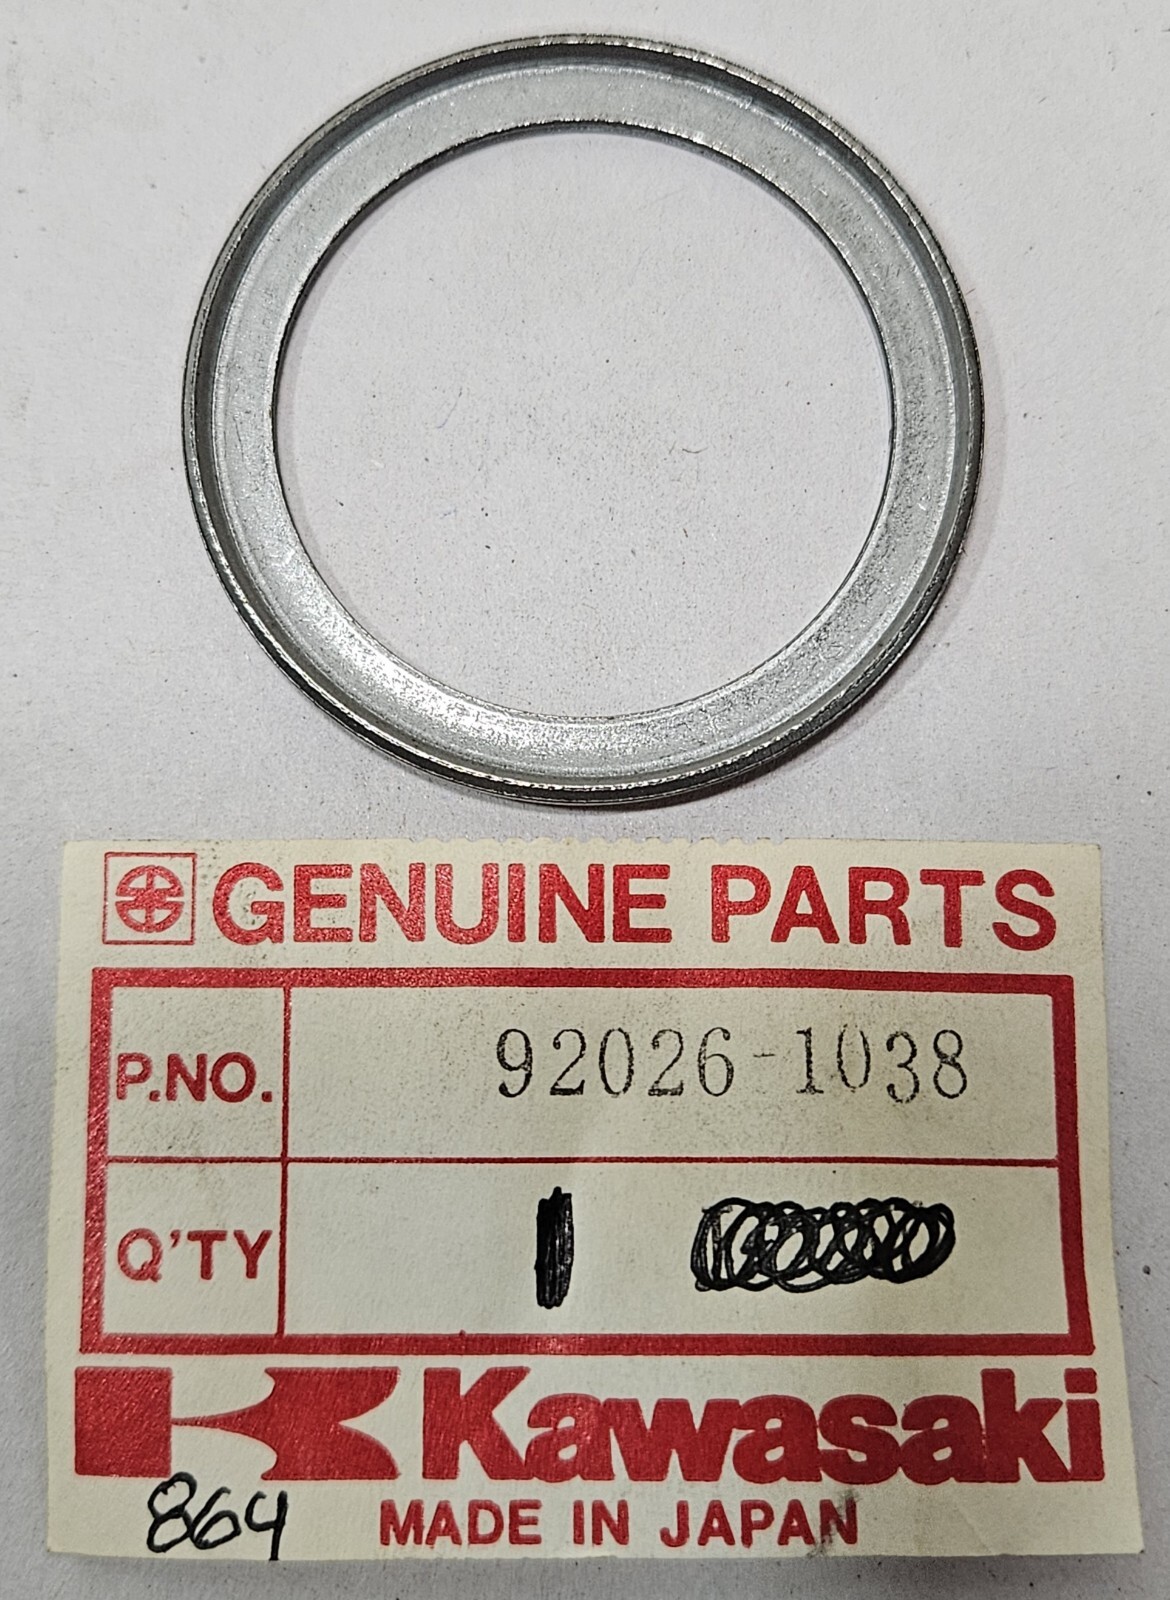 GENUINE PARTS
P.NO. 92026-1038
Q'TY 1
Kawasaki
864 MADE IN JAPAN